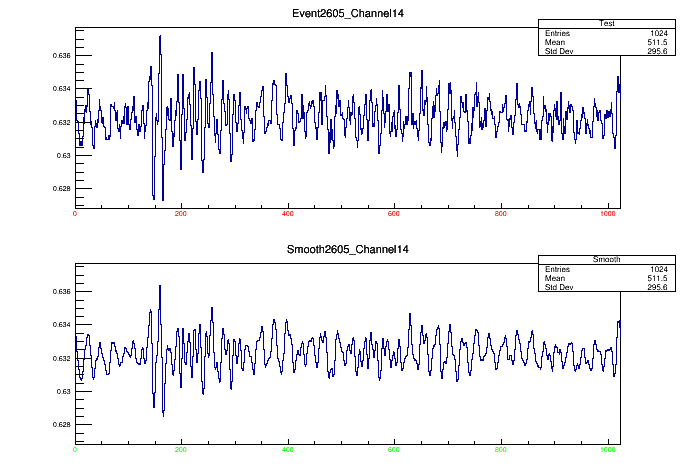 Event2605_Channel14
Test
Entries 1024
Mean 511.5
Std Dev 295.6
0.636
0.634
0.632
0.63
0.628
0 200 400 600 800 1000
Smooth2605_Channel14
Smooth
Entries 1024
Mean 511.5
Std Dev 295.6
0.636
0.634
0.632
0.63
0.628
0 200 400 600 800 1000